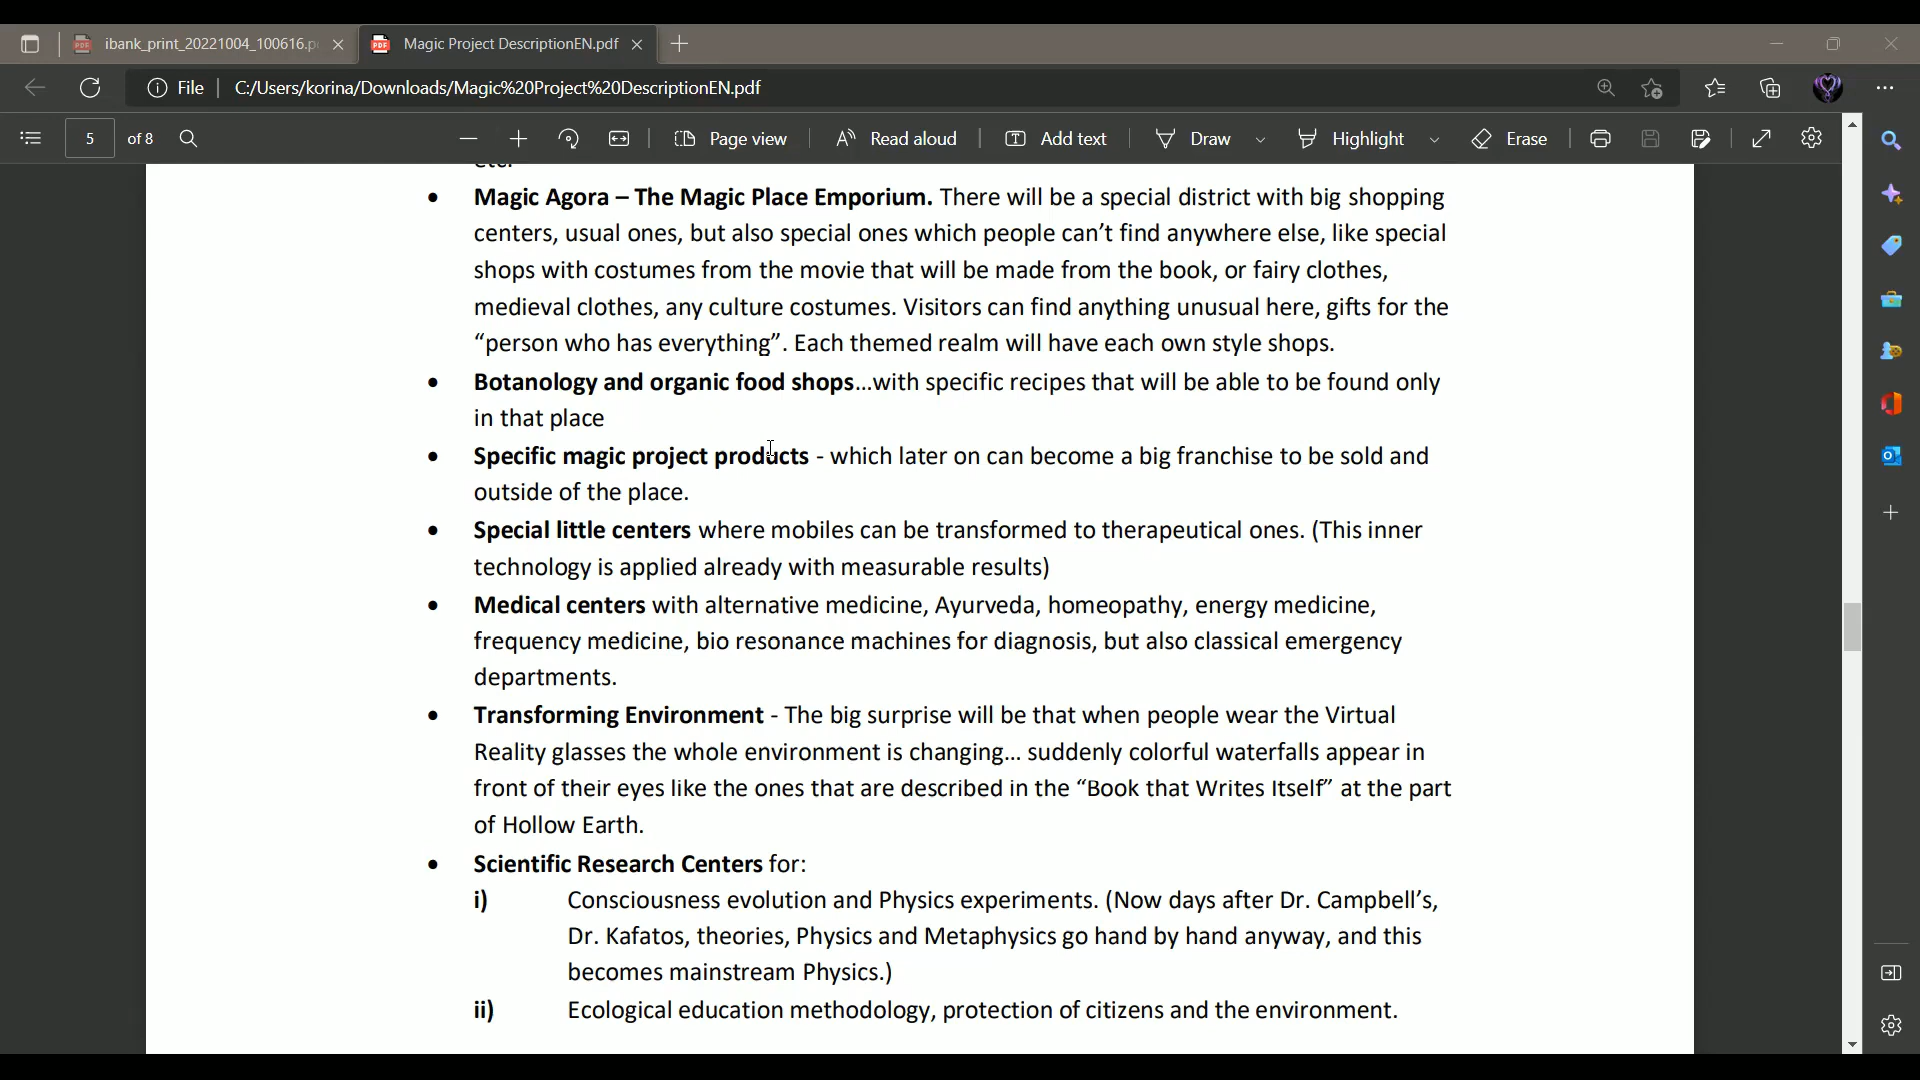 ibank_print_20221004_100616.p
Magic Project DescriptionEN.pdf
File
C:/Users/korina/Downloads/Magic%20Project%20DescriptionEN.pdf
5 of 8
Page view
Read aloud
Add text
Draw
Highlight
Erase
etc.
• Magic Agora – The Magic Place Emporium. There will be a special district with big shopping
centers, usual ones, but also special ones which people can’t find anywhere else, like special
shops with costumes from the movie that will be made from the book, or fairy clothes,
medieval clothes, any culture costumes. Visitors can find anything unusual here, gifts for the
“person who has everything”. Each themed realm will have each own style shops.
• Botanology and organic food shops…with specific recipes that will be able to be found only
in that place
• Specific magic project products - which later on can become a big franchise to be sold and
outside of the place.
• Special little centers where mobiles can be transformed to therapeutical ones. (This inner
technology is applied already with measurable results)
• Medical centers with alternative medicine, Ayurveda, homeopathy, energy medicine,
frequency medicine, bio resonance machines for diagnosis, but also classical emergency
departments.
• Transforming Environment - The big surprise will be that when people wear the Virtual
Reality glasses the whole environment is changing… suddenly colorful waterfalls appear in
front of their eyes like the ones that are described in the “Book that Writes Itself” at the part
of Hollow Earth.
• Scientific Research Centers for:
i) Consciousness evolution and Physics experiments. (Now days after Dr. Campbell’s,
Dr. Kafatos, theories, Physics and Metaphysics go hand by hand anyway, and this
becomes mainstream Physics.)
ii) Ecological education methodology, protection of citizens and the environment.